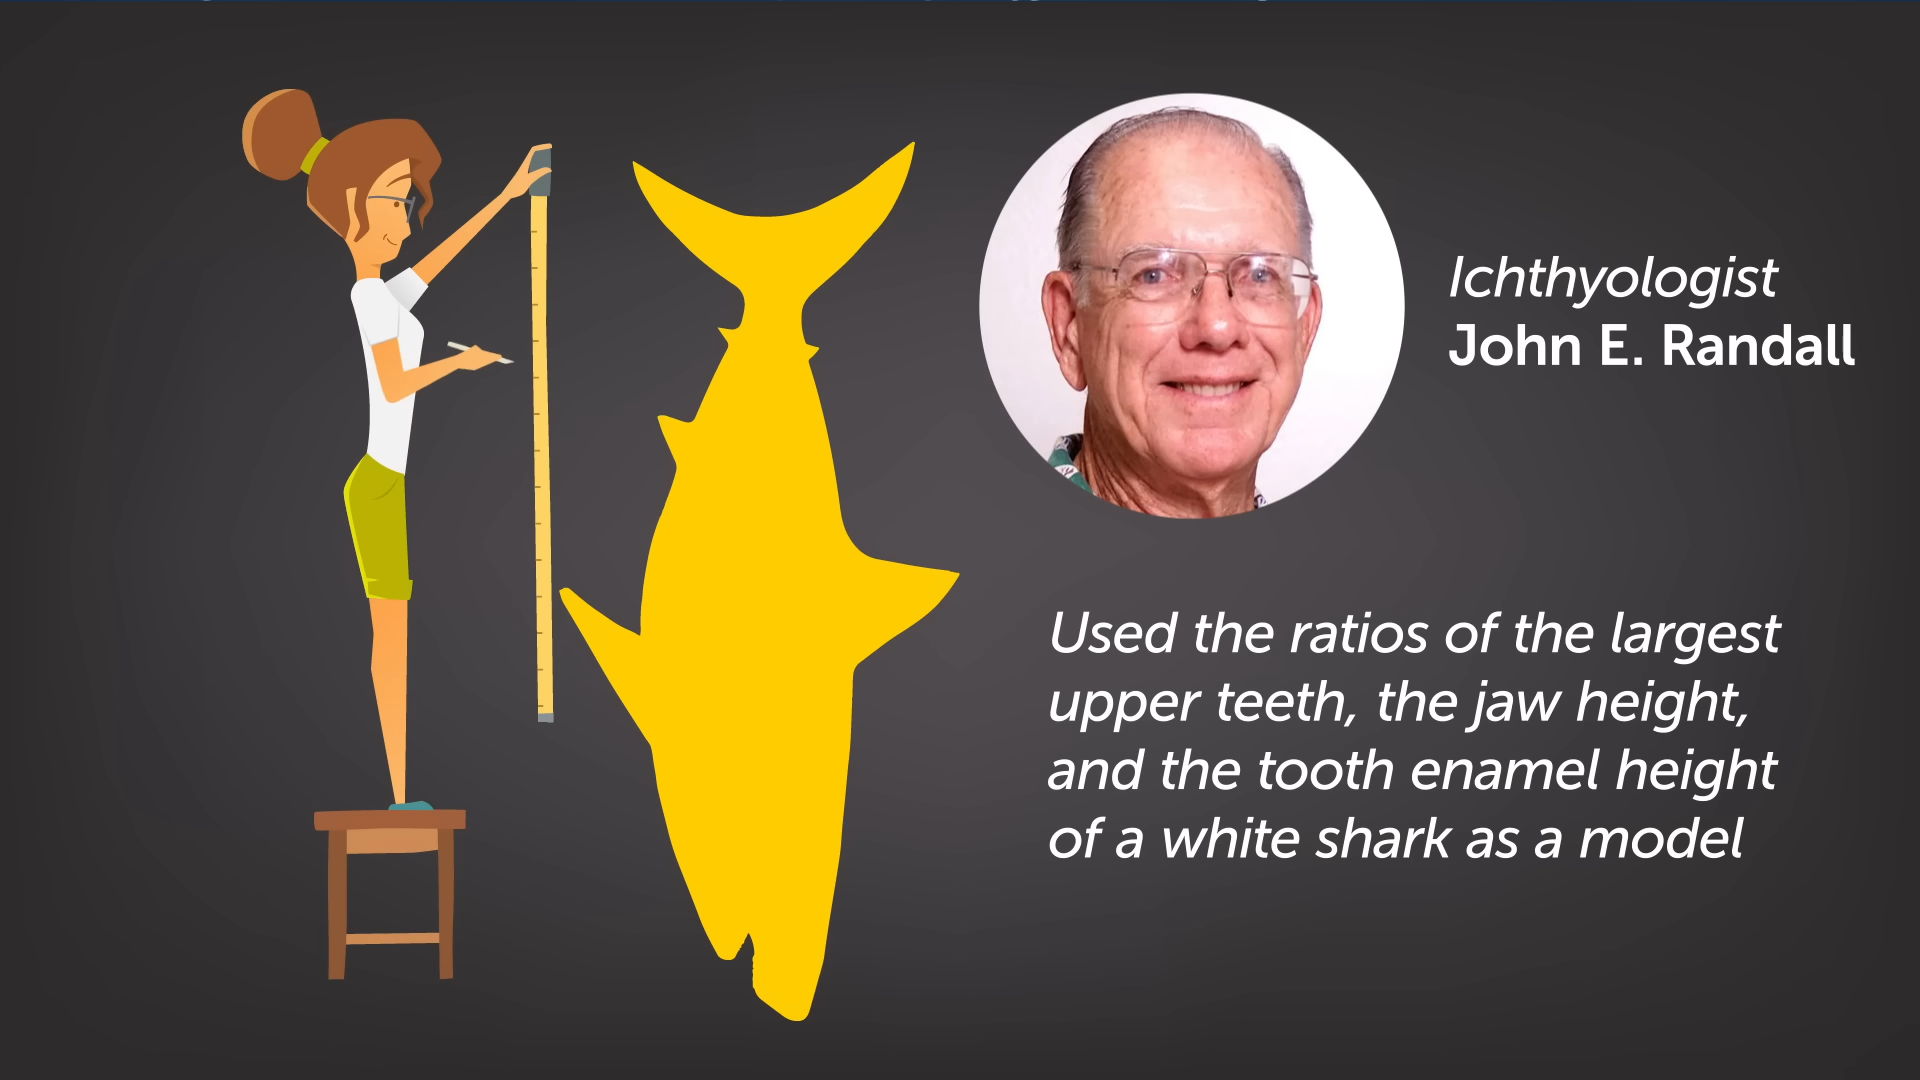 Ichthyologist
John E. Randall
Used the ratios of the largest
upper teeth, the jaw height,
and the tooth enamel height
of a white shark as a model